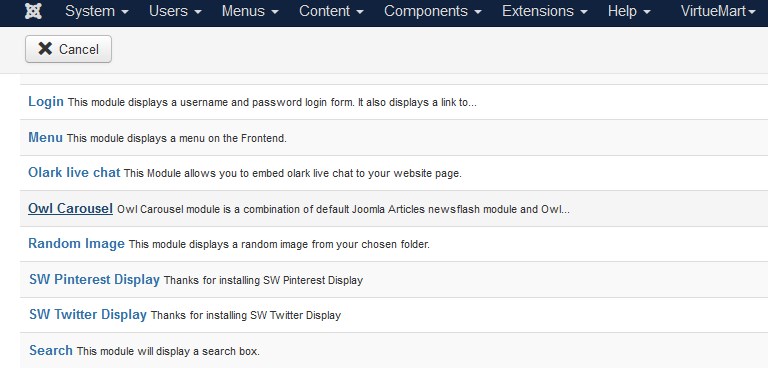 System Users Menus Content Components Extensions Help VirtueMart
Cancel
Login This module displays a username and password login form. It also displays a link to...
Menu This module displays a menu on the Frontend.
Olark live chat This Module allows you to embed olark live chat to your website page.
Owl Carousel Owl Carousel module is a combination of default Joomla Articles newsflash module and Owl...
Random Image This module displays a random image from your chosen folder.
SW Pinterest Display Thanks for installing SW Pinterest Display
SW Twitter Display Thanks for installing SW Twitter Display
Search This module will display a search box.